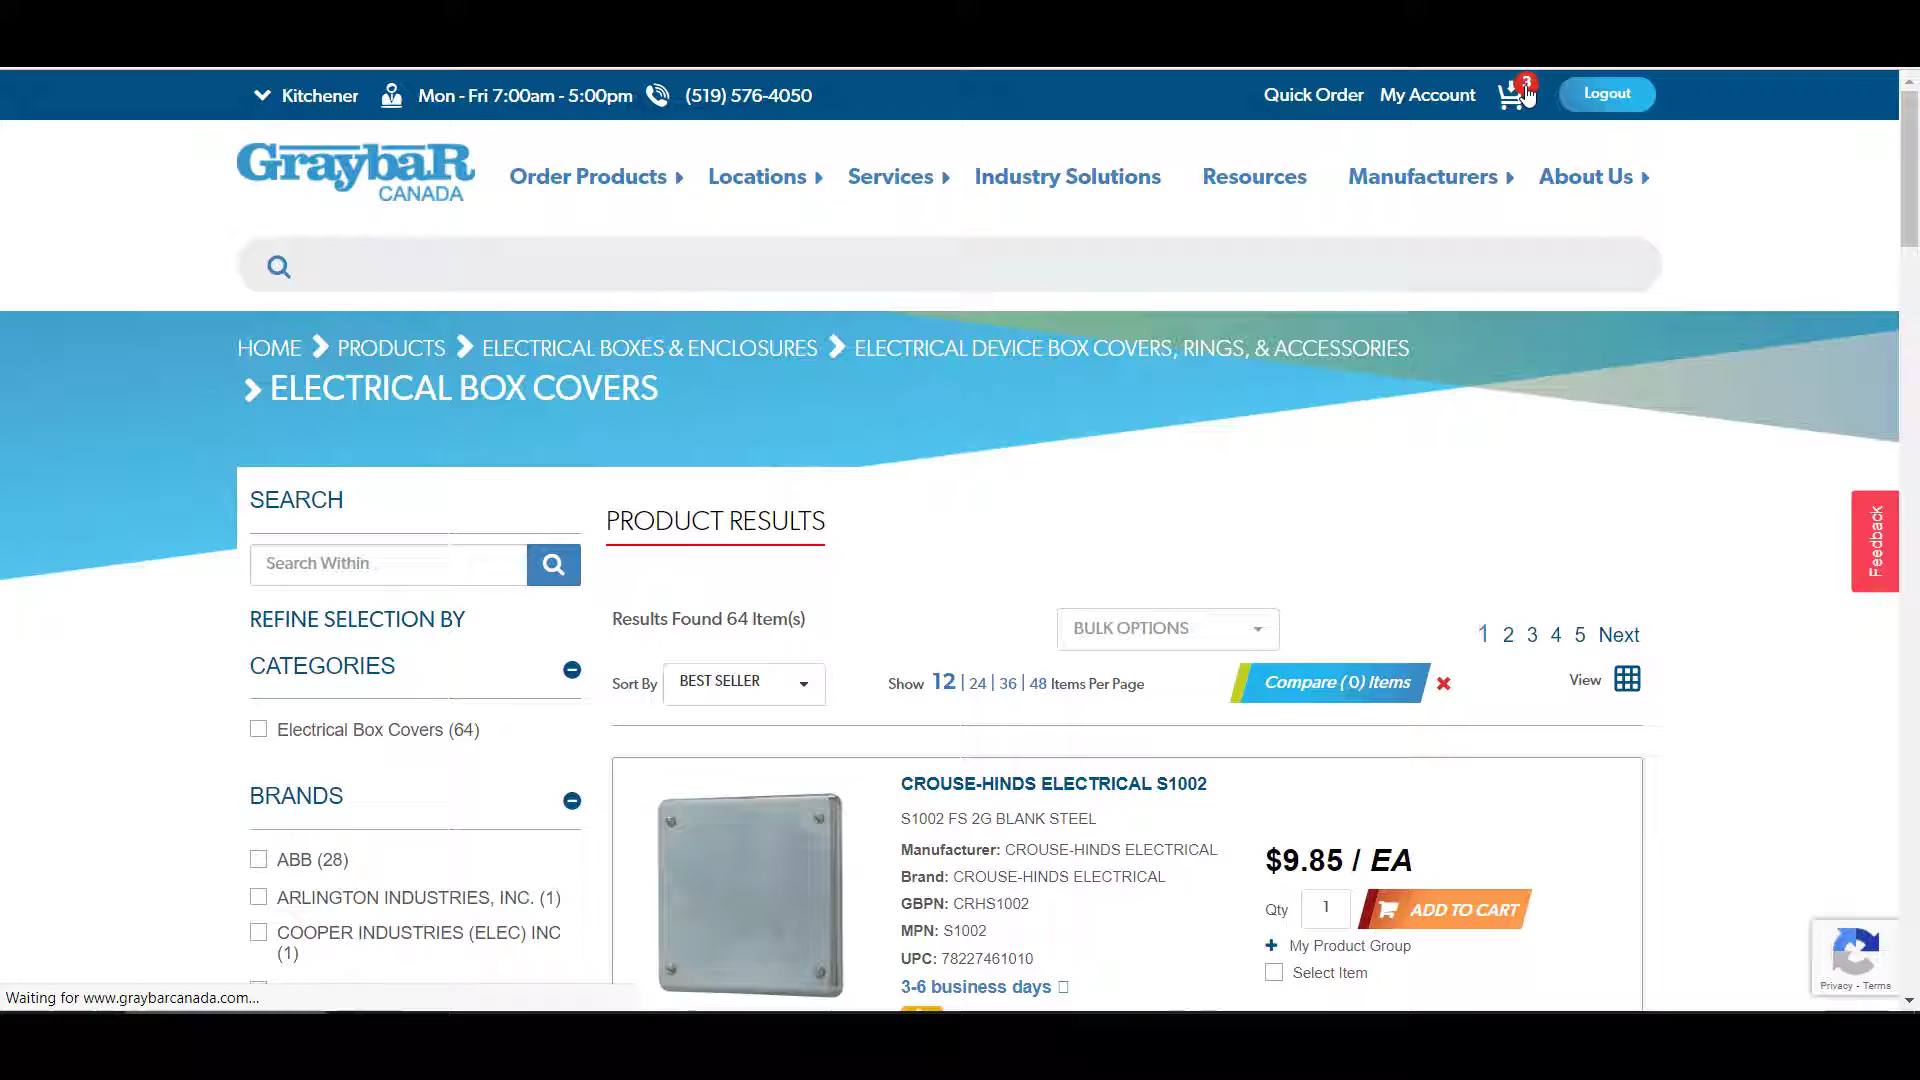 Kitchener
Mon - Fri 7:00am - 5:00pm
(519) 576-4050
Quick Order
My Account
3
Logout
GraybaR
CANADA
Order Products
Locations
Services
Industry Solutions
Resources
Manufacturers
About Us
HOME
PRODUCTS
ELECTRICAL BOXES & ENCLOSURES
ELECTRICAL DEVICE BOX COVERS, RINGS, & ACCESSORIES
ELECTRICAL BOX COVERS
SEARCH
Search Within
REFINE SELECTION BY
CATEGORIES
Electrical Box Covers (64)
BRANDS
ABB (28)
ARLINGTON INDUSTRIES, INC. (1)
COOPER INDUSTRIES (ELEC) INC
(1)
PRODUCT RESULTS
Results Found 64 Item(s)
BULK OPTIONS
1 2 3 4 5 Next
Sort By
BEST SELLER
Show 12 | 24 | 36 | 48 Items Per Page
Compare (0) Items
View
CROUSE-HINDS ELECTRICAL S1002
S1002 FS 2G BLANK STEEL
Manufacturer: CROUSE-HINDS ELECTRICAL
Brand: CROUSE-HINDS ELECTRICAL
GBPN: CRHS1002
MPN: S1002
UPC: 78227461010
3-6 business days
$9.85 / EA
Qty
1
ADD TO CART
My Product Group
Select Item
Feedback
Privacy - Terms
Waiting for www.graybarcanada.com...